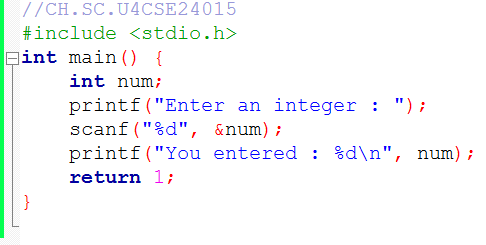 //CH.SC.U4CSE24015
#include <stdio.h>
int main() {
    int num;
    printf("Enter an integer : ");
    scanf("%d", &num);
    printf("You entered : %d\n", num);
    return 1;
}